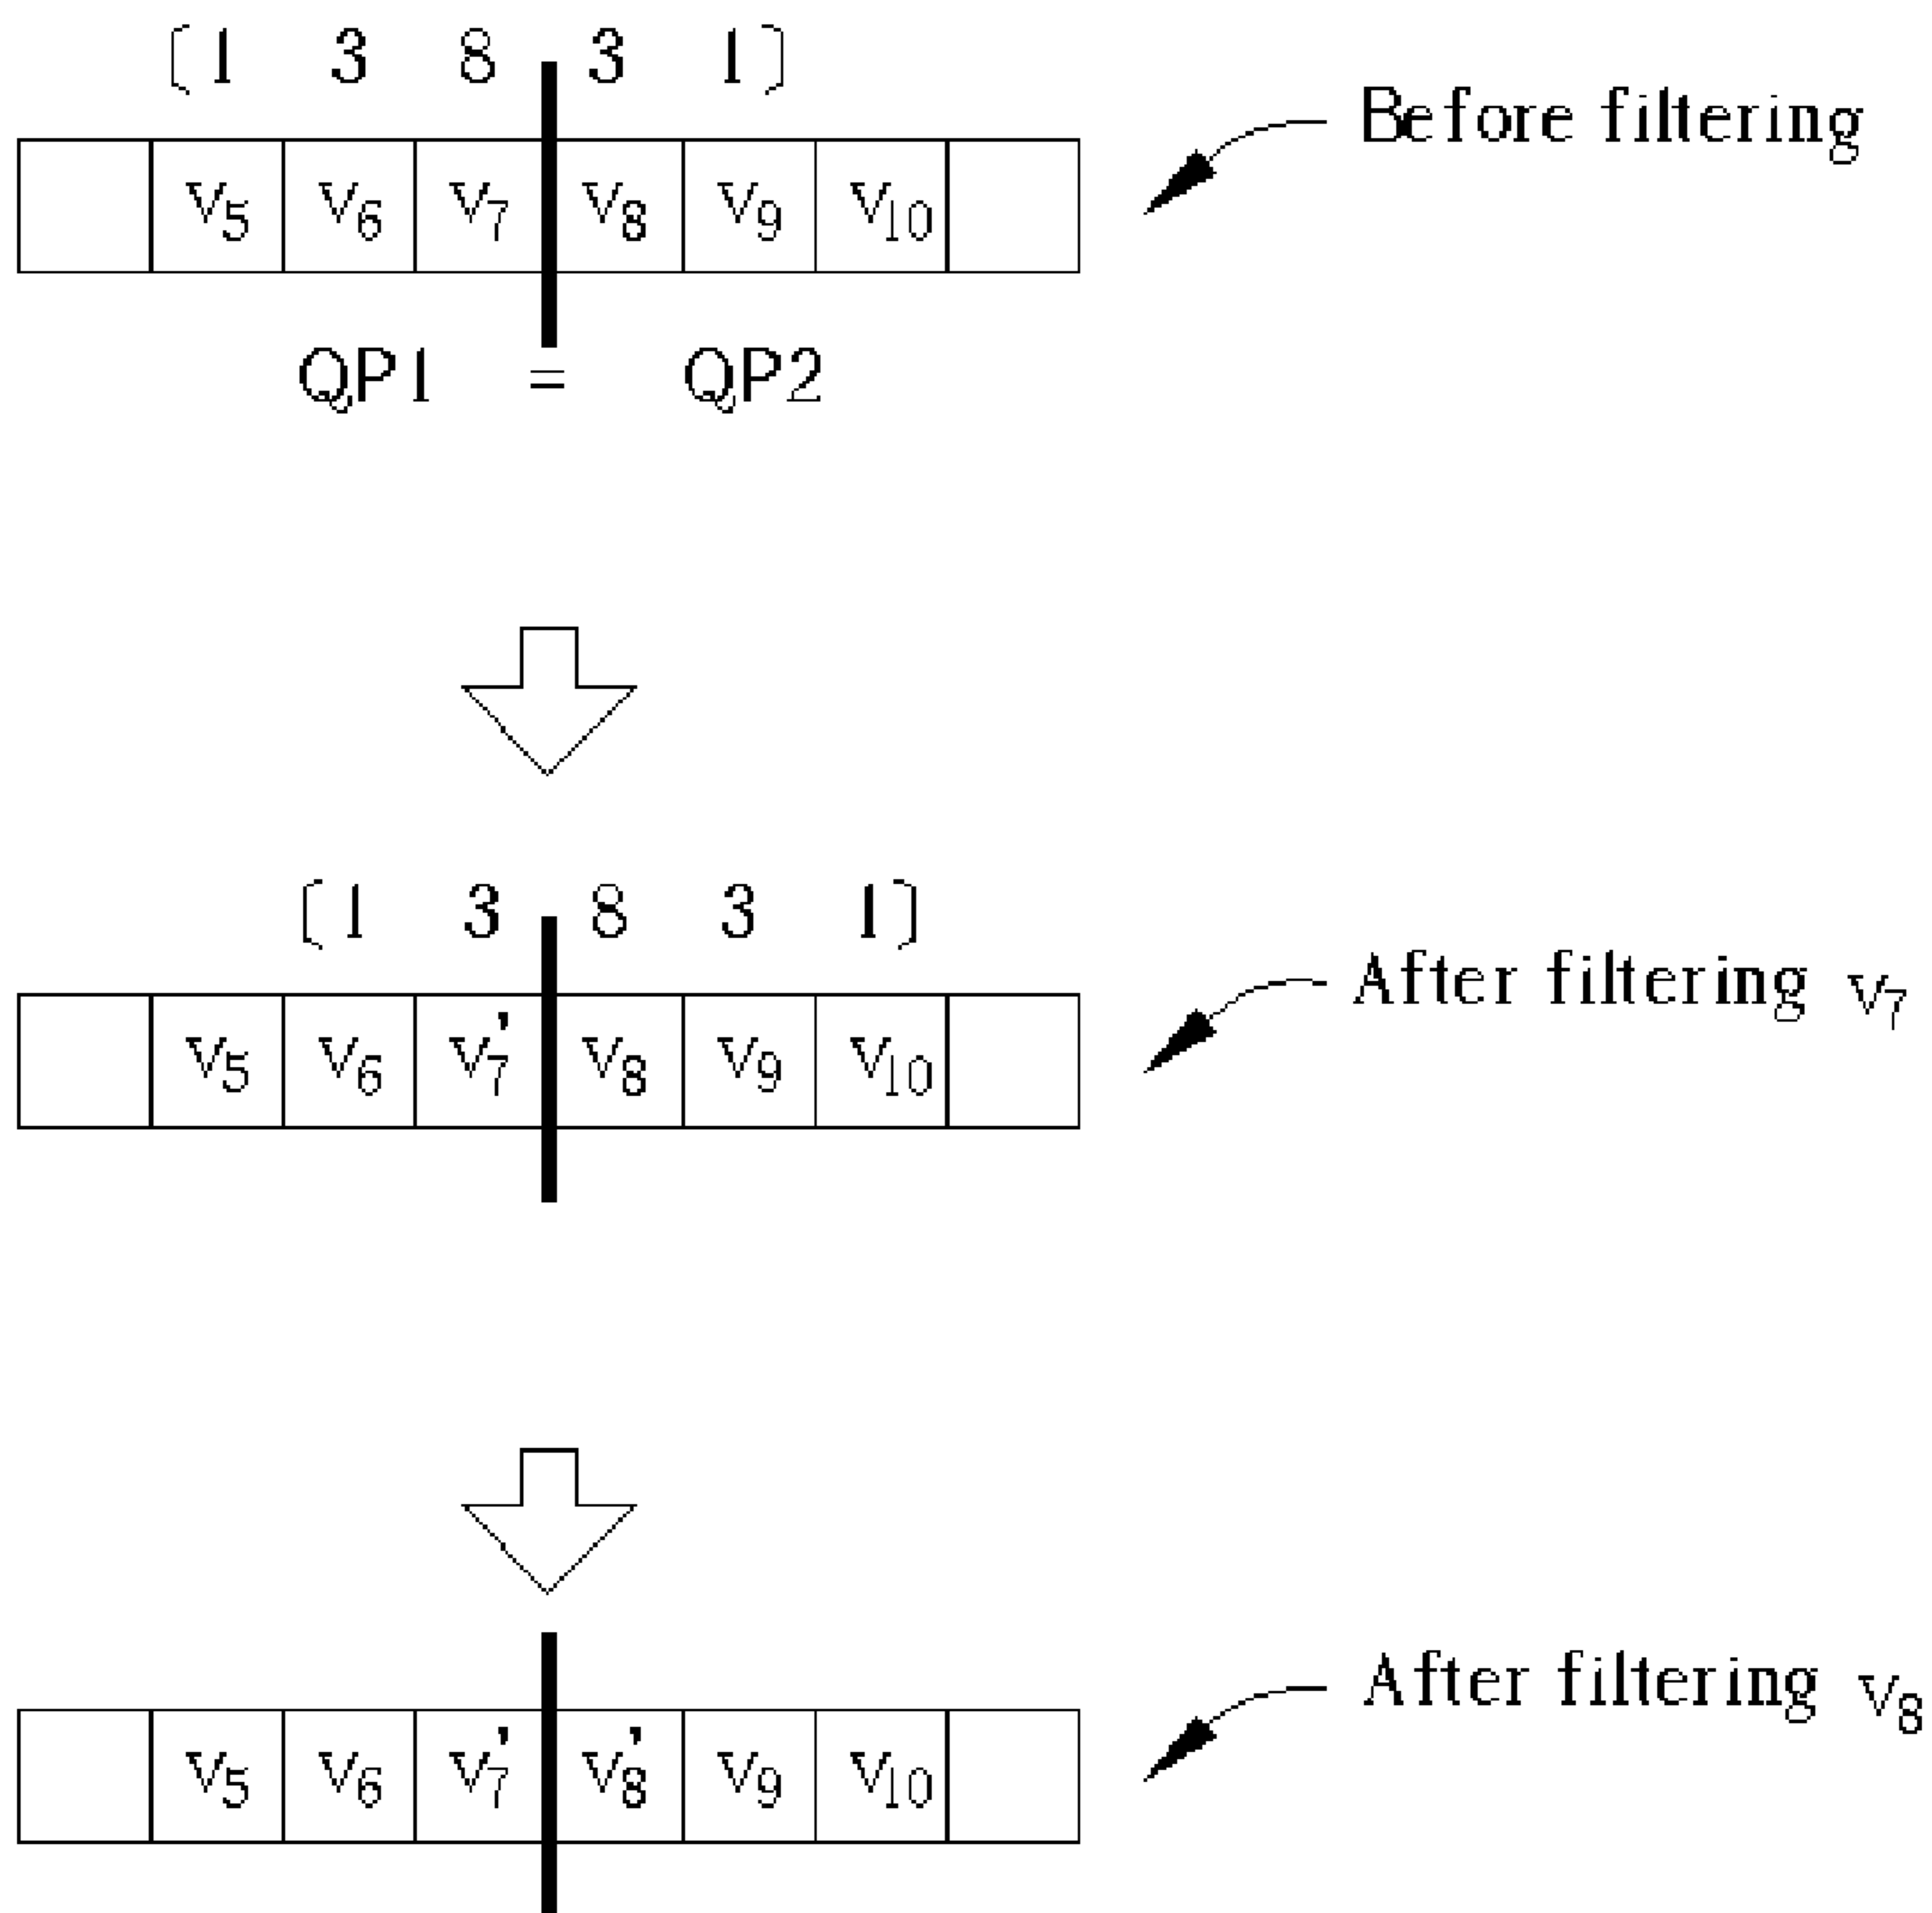 (1 3 8 3 1)
Before filtering
V5 V6 V7 V8 V9 V10
QP1 = QP2
(1 3 8 3 1)
After filtering V7
V5 V6 V7' V8 V9 V10
After filtering V8
V5 V6 V7' V8' V9 V10